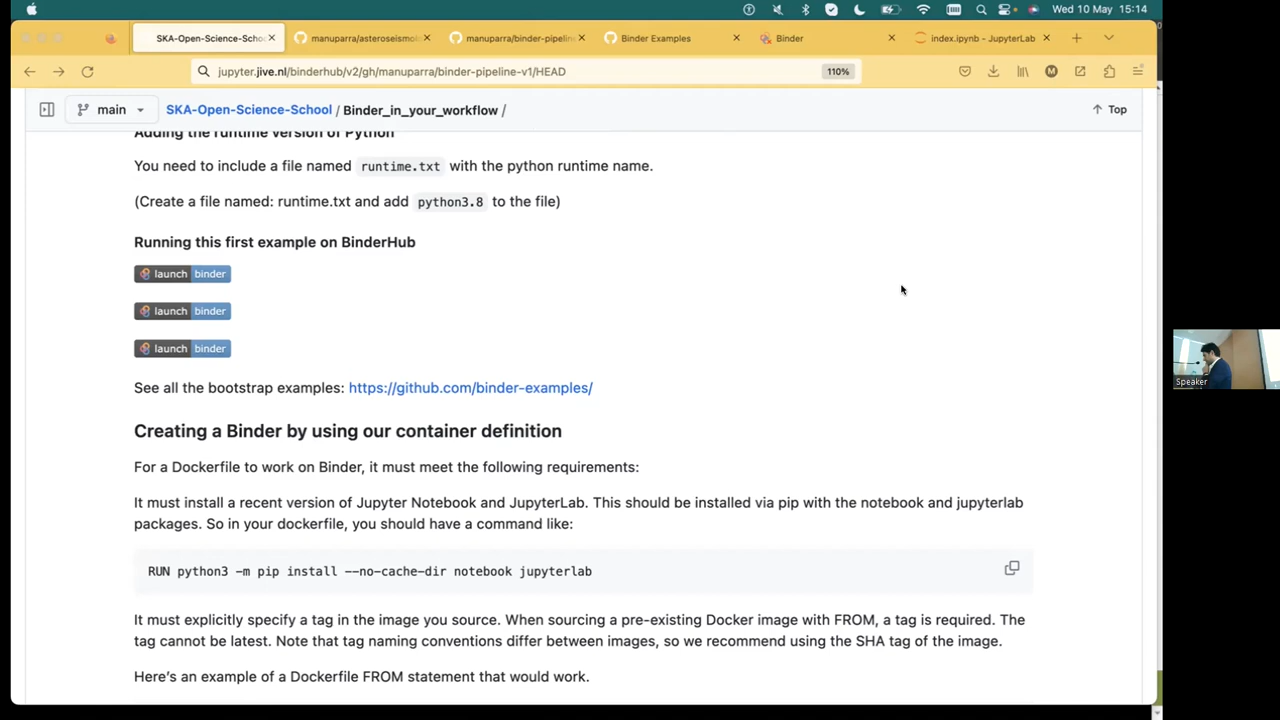 Wed 10 May 15:14
SKA-Open-Science-Schoo
manuparra/asteroseismol
manuparra/binder-pipelin
Binder Examples
Binder
index.ipynb - JupyterLab
jupyter.jive.nl/binderhub/v2/gh/manuparra/binder-pipeline-v1/HEAD
110%
main
SKA-Open-Science-School / Binder_in_your_workflow /
Top
Adding the runtime version of Python
You need to include a file named runtime.txt with the python runtime name.
(Create a file named: runtime.txt and add python3.8 to the file)
Running this first example on BinderHub
launch binder
launch binder
launch binder
See all the bootstrap examples: https://github.com/binder-examples/
Creating a Binder by using our container definition
For a Dockerfile to work on Binder, it must meet the following requirements:
It must install a recent version of Jupyter Notebook and JupyterLab. This should be installed via pip with the notebook and jupyterlab
packages. So in your dockerfile, you should have a command like:
RUN python3 -m pip install --no-cache-dir notebook jupyterlab
It must explicitly specify a tag in the image you source. When sourcing a pre-existing Docker image with FROM, a tag is required. The
tag cannot be latest. Note that tag naming conventions differ between images, so we recommend using the SHA tag of the image.
Here's an example of a Dockerfile FROM statement that would work.
Speaker